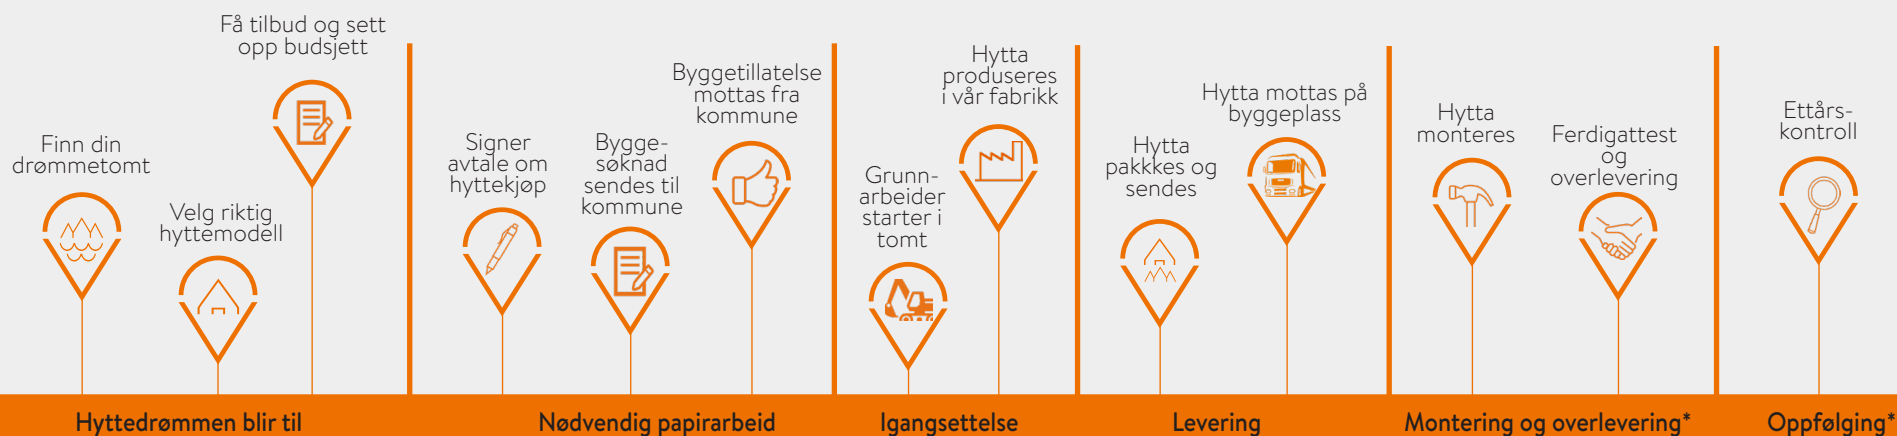 Finn din
drømmetomt
Velg riktig
hyttemodell
Få tilbud og sett
opp budsjett
Hyttedrømmen blir til
Signer
avtale om
hyttekjøp
Bygge-
søknad
sendes til
kommune
Byggetillatelse
mottas fra
kommune
Nødvendig papirarbeid
Grunn-
arbeider
starter i
tomt
Hytta
produseres
i vår fabrikk
Igangsettelse
Hytta
pakkkes og
sendes
Hytta mottas på
byggeplass
Levering
Hytta
monteres
Ferdigattest
og
overlevering
Montering og overlevering*
Ettårs-
kontroll
Oppfølging*